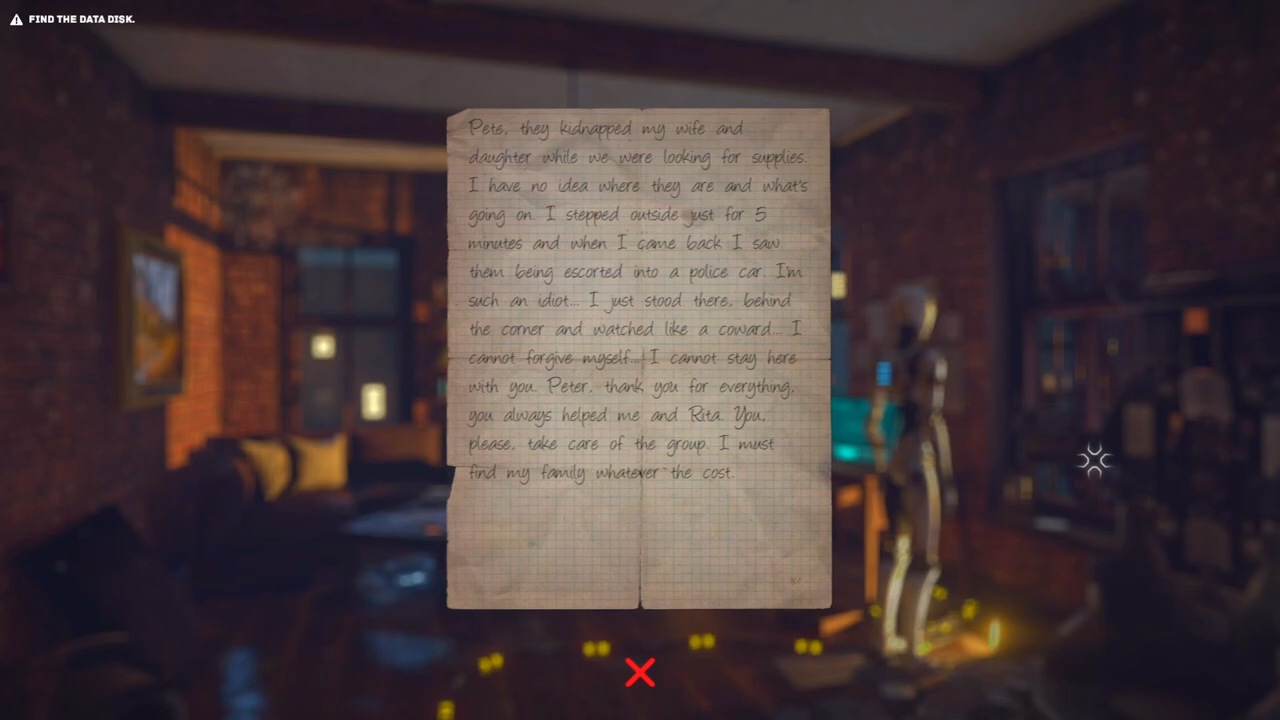 FIND THE DATA DISK.
Pete, they kidnapped my wife and
daughter while we were looking for supplies.
I have no idea where they are and what's
going on. I stepped outside just for 5
minutes and when I came back I saw
them being escorted into a police car. I'm
such an idiot... I just stood there, behind
the corner and watched like a coward... I
cannot forgive myself... I cannot stay here
with you. Peter, thank you for everything,
you always helped me and Rita. You,
please, take care of the group. I must
find my family whatever the cost.